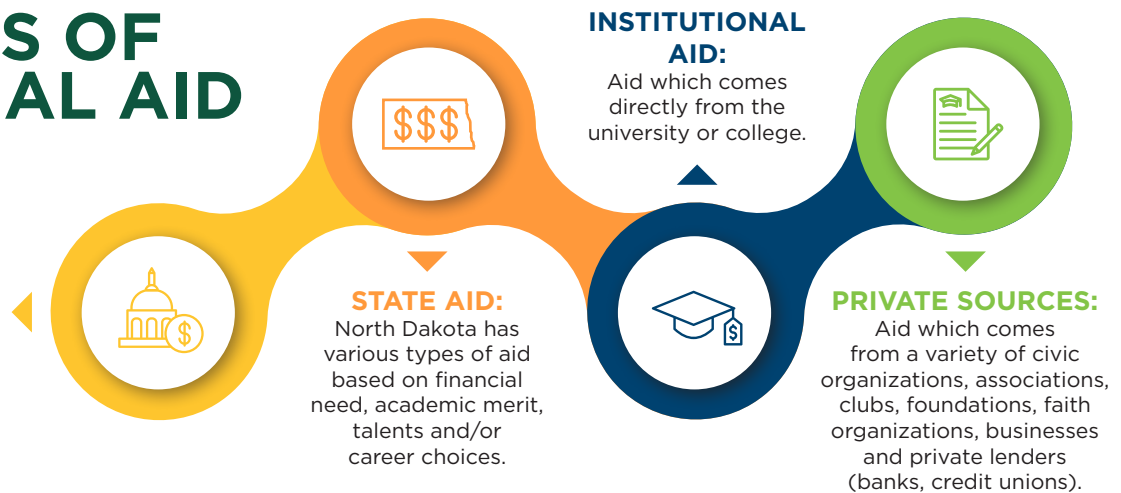 S OF
AL AID
$$$
$
STATE AID:
North Dakota has
various types of aid
based on financial
need, academic merit,
talents and/or
career choices.
INSTITUTIONAL
AID:
Aid which comes
directly from the
university or college.
$
PRIVATE SOURCES:
Aid which comes
from a variety of civic
organizations, associations,
clubs, foundations, faith
organizations, businesses
and private lenders
(banks, credit unions).